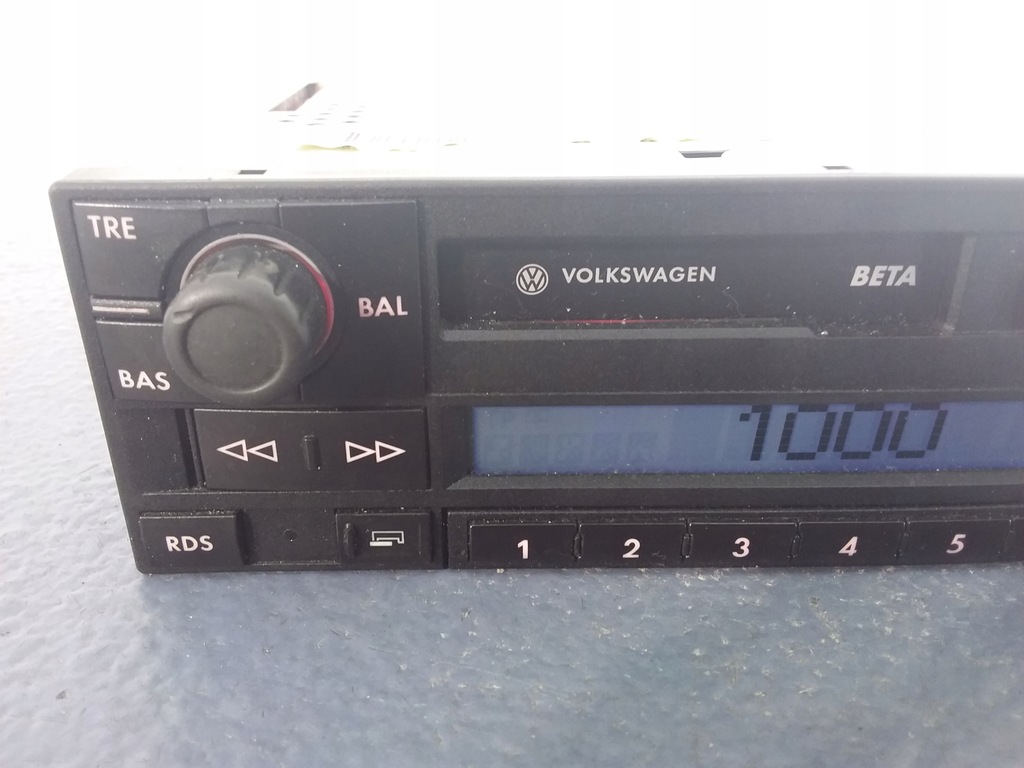 TRE
VOLKSWAGEN BETA
BAL
BAS
1000
RDS
1 2 3 4 5